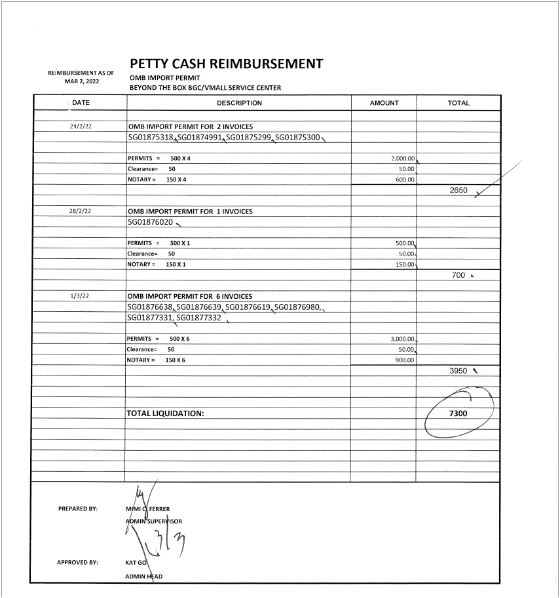 PETTY CASH REIMBURSEMENT
REIMBURSEMENT AS OF
MAR 2, 2022
OMB IMPORT PERMIT
BEYOND THE BOX BGC/VMALL SERVICE CENTER
DATE DESCRIPTION AMOUNT TOTAL
24/2/22 OMB IMPORT PERMIT FOR 2 INVOICES
SG01875318, SG01874991, SG01875299, SG01875300
PERMITS = 500 X 4 2,000.00
Clearance= 50 50.00
NOTARY = 150 X 4 600.00
2650
28/2/22 OMB IMPORT PERMIT FOR 1 INVOICES
SG01876020
PERMITS = 500 X 1 500.00
Clearance= 50 50.00
NOTARY = 150 X 1 150.00
700
1/3/22 OMB IMPORT PERMIT FOR 6 INVOICES
SG01876638, SG01876639, SG01876619, SG01876980,
SG01877331, SG01877332
PERMITS = 500 X 6 3,000.00
Clearance= 50 50.00
NOTARY = 150 X 6 900.00
3950
TOTAL LIQUIDATION: 7300
PREPARED BY: MIMI C. FERRER
ADMIN SUPERVISOR
3/3
APPROVED BY: KAT GO
ADMIN HEAD